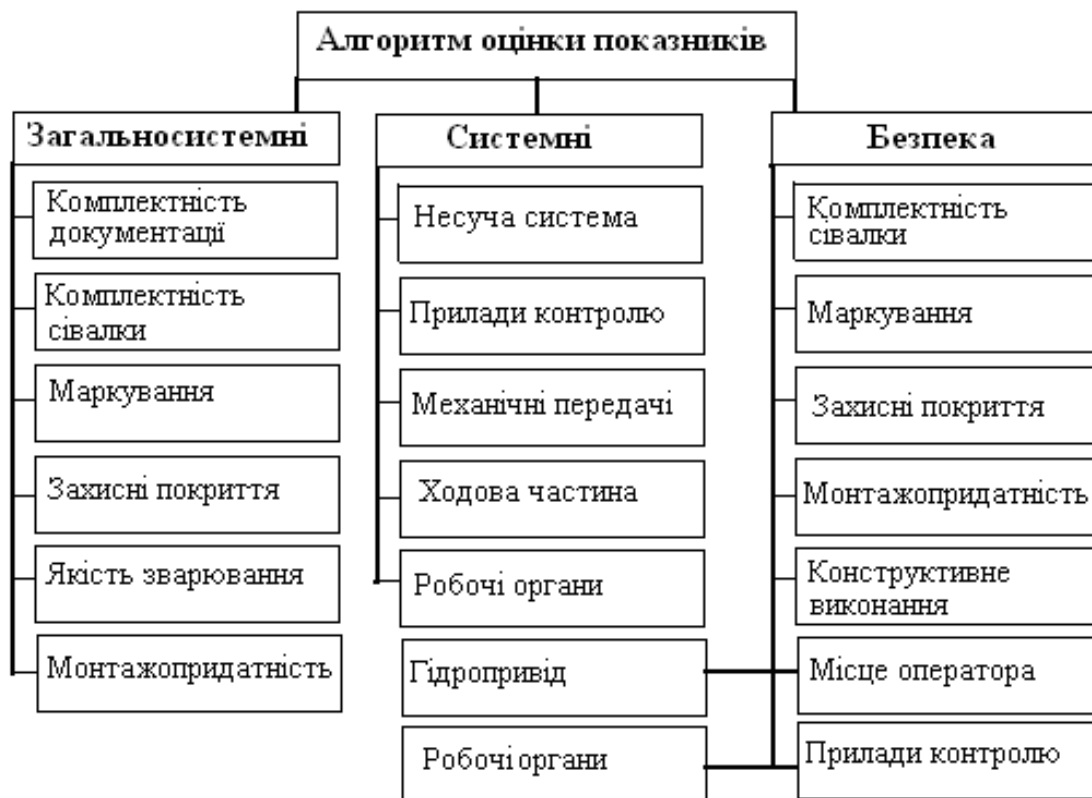 Алгоритм оцінки показників
Загальносистемні
Комплектність
документації
Комплектність
сівалки
Маркування
Захисні покриття
Якість зварювання
Монтажопридатність
Системні
Несуча система
Прилади контролю
Механічні передачі
Ходова частина
Робочі органи
Гідропривід
Робочі органи
Безпека
Комплектність
сівалки
Маркування
Захисні покриття
Монтажопридатність
Конструктивне
виконання
Місце оператора
Прилади контролю